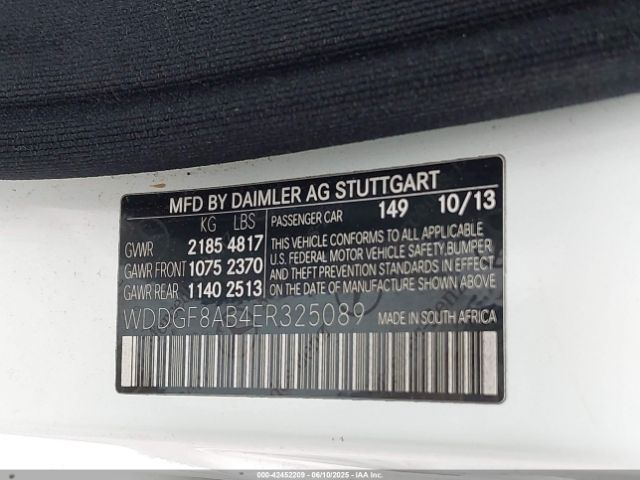 MFD BY DAIMLER AG STUTTGART
KG LBS
PASSENGER CAR 149 10/13
GVWR 2185 4817
GAWR FRONT 1075 2370
GAWR REAR 1140 2513
THIS VEHICLE CONFORMS TO ALL APPLICABLE
U.S. FEDERAL MOTOR VEHICLE SAFETY, BUMPER
AND THEFT PREVENTION STANDARDS IN EFFECT
ON THE DATE OF MANUFACTURE SHOWN ABOVE.
WDDGF8AB4ER325089
MADE IN SOUTH AFRICA
000-42452209 - 06/10/2025 - IAA Inc.